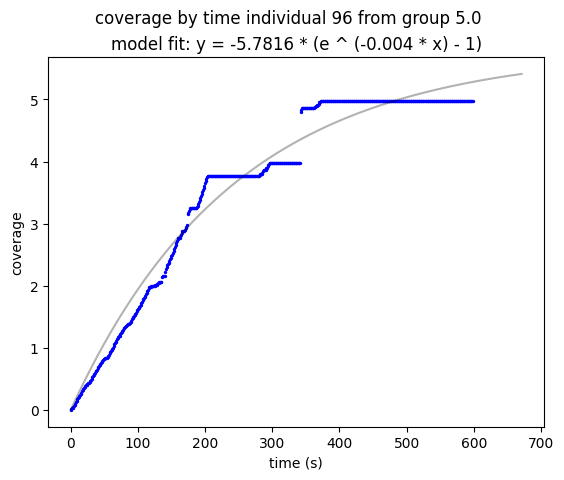 coverage by time individual 96 from group 5.0
model fit: y = -5.7816 * (e ^ (-0.004 * x) - 1)
5
4
3
2
1
0
coverage
0 100 200 300 400 500 600 700
time (s)